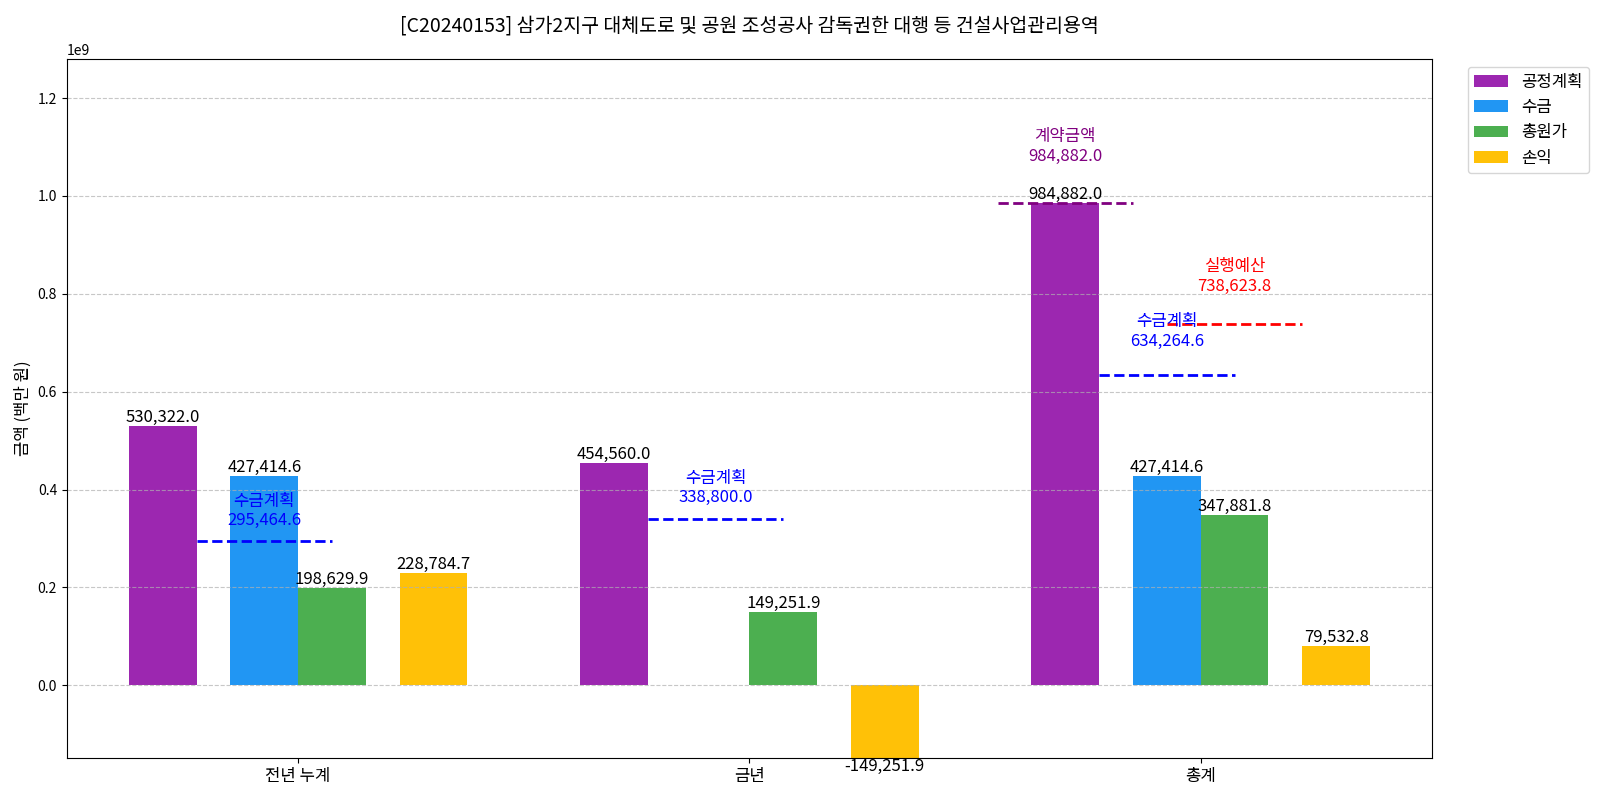 [C20240153] 삼가2지구 대체도로 및 공원 조성공사 감독권한 대행 등 건설사업관리용역
1e9
금액 (백만 원)
1.2
1.0
0.8
0.6
0.4
0.2
0.0
530,322.0
427,414.6
수금계획
295,464.6
198,629.9
228,784.7
454,560.0
수금계획
338,800.0
149,251.9
-149,251.9
계약금액
984,882.0
984,882.0
실행예산
738,623.8
수금계획
634,264.6
427,414.6
347,881.8
79,532.8
전년 누계
금년
총계
공정계획
수금
총원가
손익